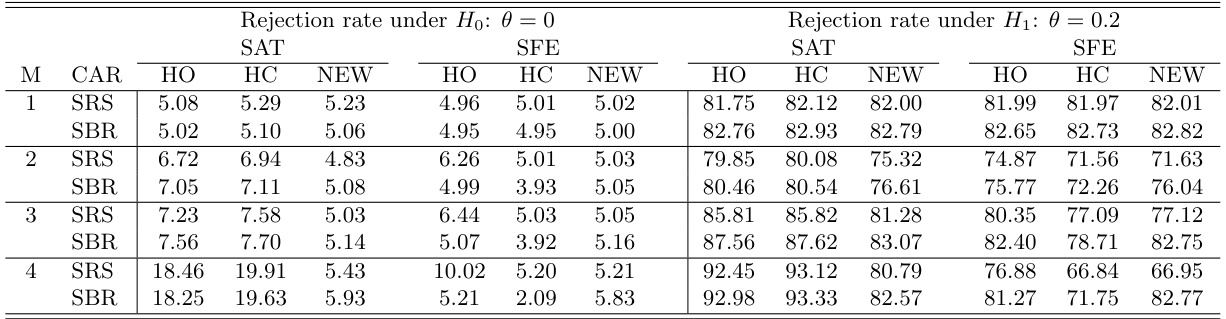 Rejection rate under H₀: θ = 0 Rejection rate under H₁: θ = 0.2
SAT SFE SAT SFE
M CAR HO HC NEW HO HC NEW HO HC NEW HO HC NEW
1 SRS 5.08 5.29 5.23 4.96 5.01 5.02 81.75 82.12 82.00 81.99 81.97 82.01
SBR 5.02 5.10 5.06 4.95 4.95 5.00 82.76 82.93 82.79 82.65 82.73 82.82
2 SRS 6.72 6.94 4.83 6.26 5.01 5.03 79.85 80.08 75.32 74.87 71.56 71.63
SBR 7.05 7.11 5.08 4.99 3.93 5.05 80.46 80.54 76.61 75.77 72.26 76.04
3 SRS 7.23 7.58 5.03 6.44 5.03 5.05 85.81 85.82 81.28 80.35 77.09 77.12
SBR 7.56 7.70 5.14 5.07 3.92 5.16 87.56 87.62 83.07 82.40 78.71 82.75
4 SRS 18.46 19.91 5.43 10.02 5.20 5.21 92.45 93.12 80.79 76.88 66.84 66.95
SBR 18.25 19.63 5.93 5.21 2.09 5.83 92.98 93.33 82.57 81.27 71.75 82.77